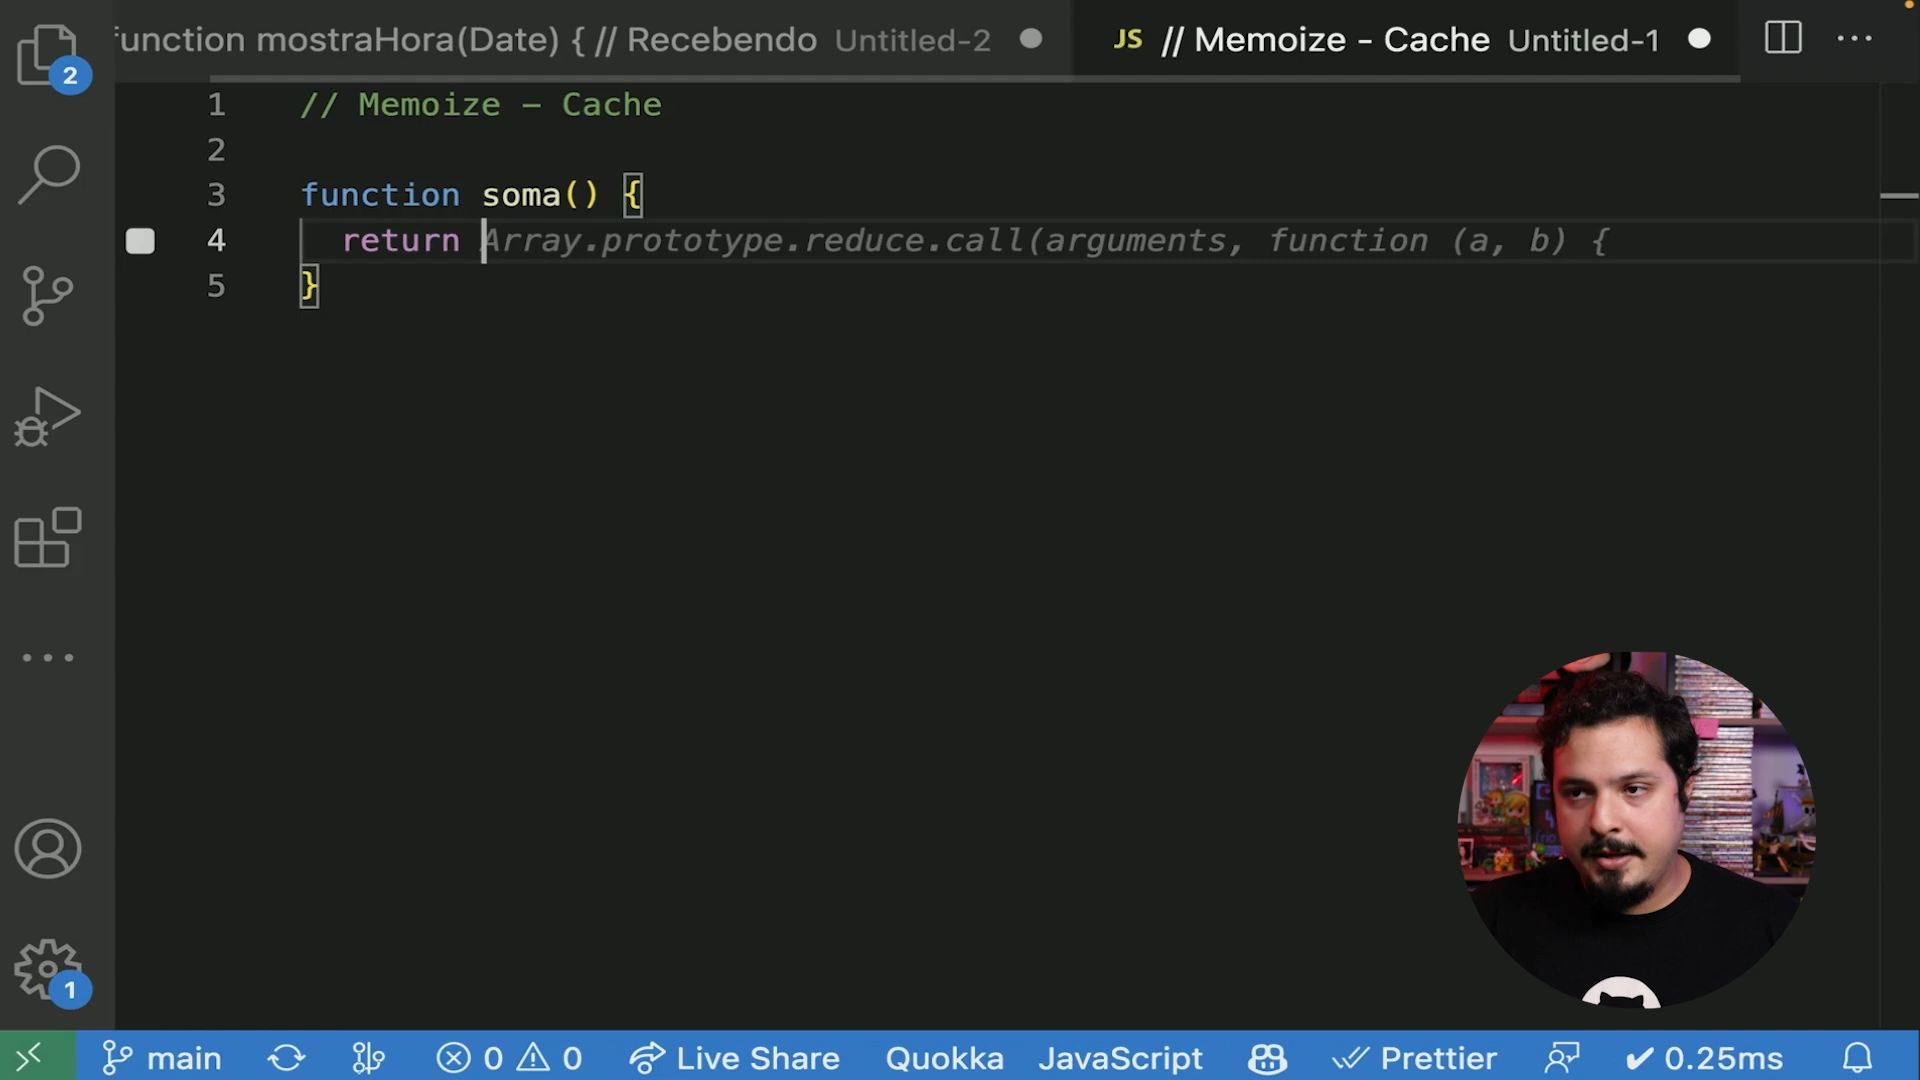 function mostraHora(Date) { // Recebendo Untitled-2
JS // Memoize - Cache Untitled-1
2
1 // Memoize - Cache
2
3 function soma() {
4 return Array.prototype.reduce.call(arguments, function (a, b) {
5 }
1
main
0 0
Live Share
Quokka
JavaScript
Prettier
0.25ms